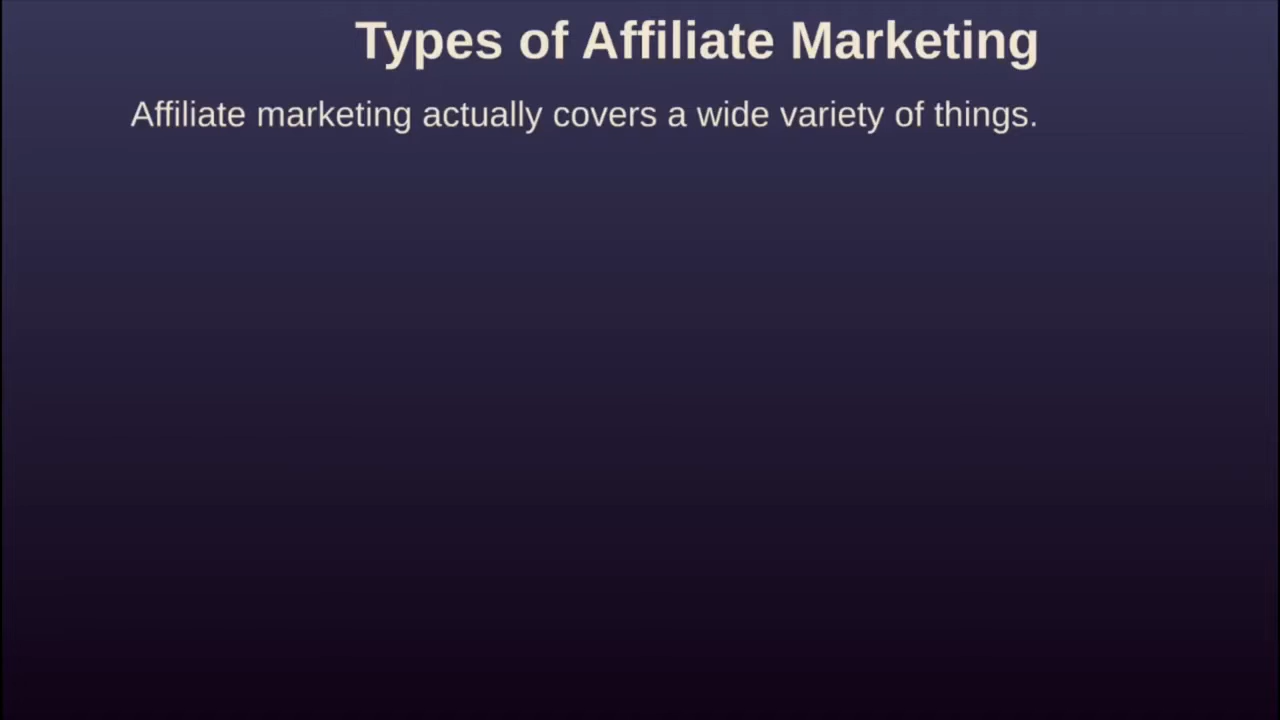 Types of Affiliate Marketing
Affiliate marketing actually covers a wide variety of things.